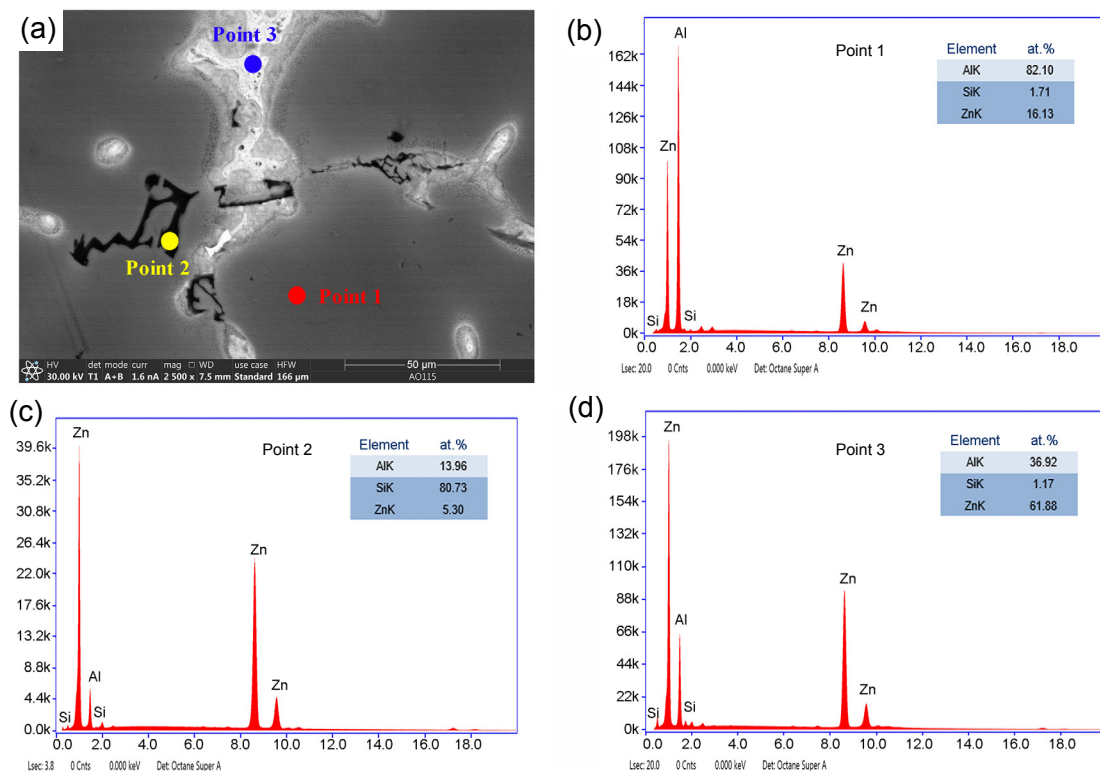 (a)
Point 3
Point 2
Point 1
HV det mode curr mag □ WD use case HFW
30.00 kV T1 A+B 1.6 nA 2 500 x 7.5 mm Standard 166 µm
50 µm
AO115
(b)
Point 1
Element at.%
AlK 82.10
SiK 1.71
ZnK 16.13
162k
144k
126k
108k
90k
72k
54k
36k
18k
0k
Al
Zn
Zn
Zn
Si
Si
0.0 2.0 4.0 6.0 8.0 10.0 12.0 14.0 16.0 18.0
Lsec: 20.0 0 Cnts 0.000 keV Det: Octane Super A
(c)
Point 2
Element at.%
AlK 13.96
SiK 80.73
ZnK 5.30
39.6k
35.2k
30.8k
26.4k
22.0k
17.6k
13.2k
8.8k
4.4k
0.0k
Zn
Zn
Al
Zn
Si
Si
0.0 2.0 4.0 6.0 8.0 10.0 12.0 14.0 16.0 18.0
Lsec: 3.8 0 Cnts 0.000 keV Det: Octane Super A
(d)
Point 3
Element at.%
AlK 36.92
SiK 1.17
ZnK 61.88
198k
176k
154k
132k
110k
88k
66k
44k
22k
0k
Zn
Zn
Al
Zn
Si
Si
0.0 2.0 4.0 6.0 8.0 10.0 12.0 14.0 16.0 18.0
Lsec: 20.0 0 Cnts 0.000 keV Det: Octane Super A